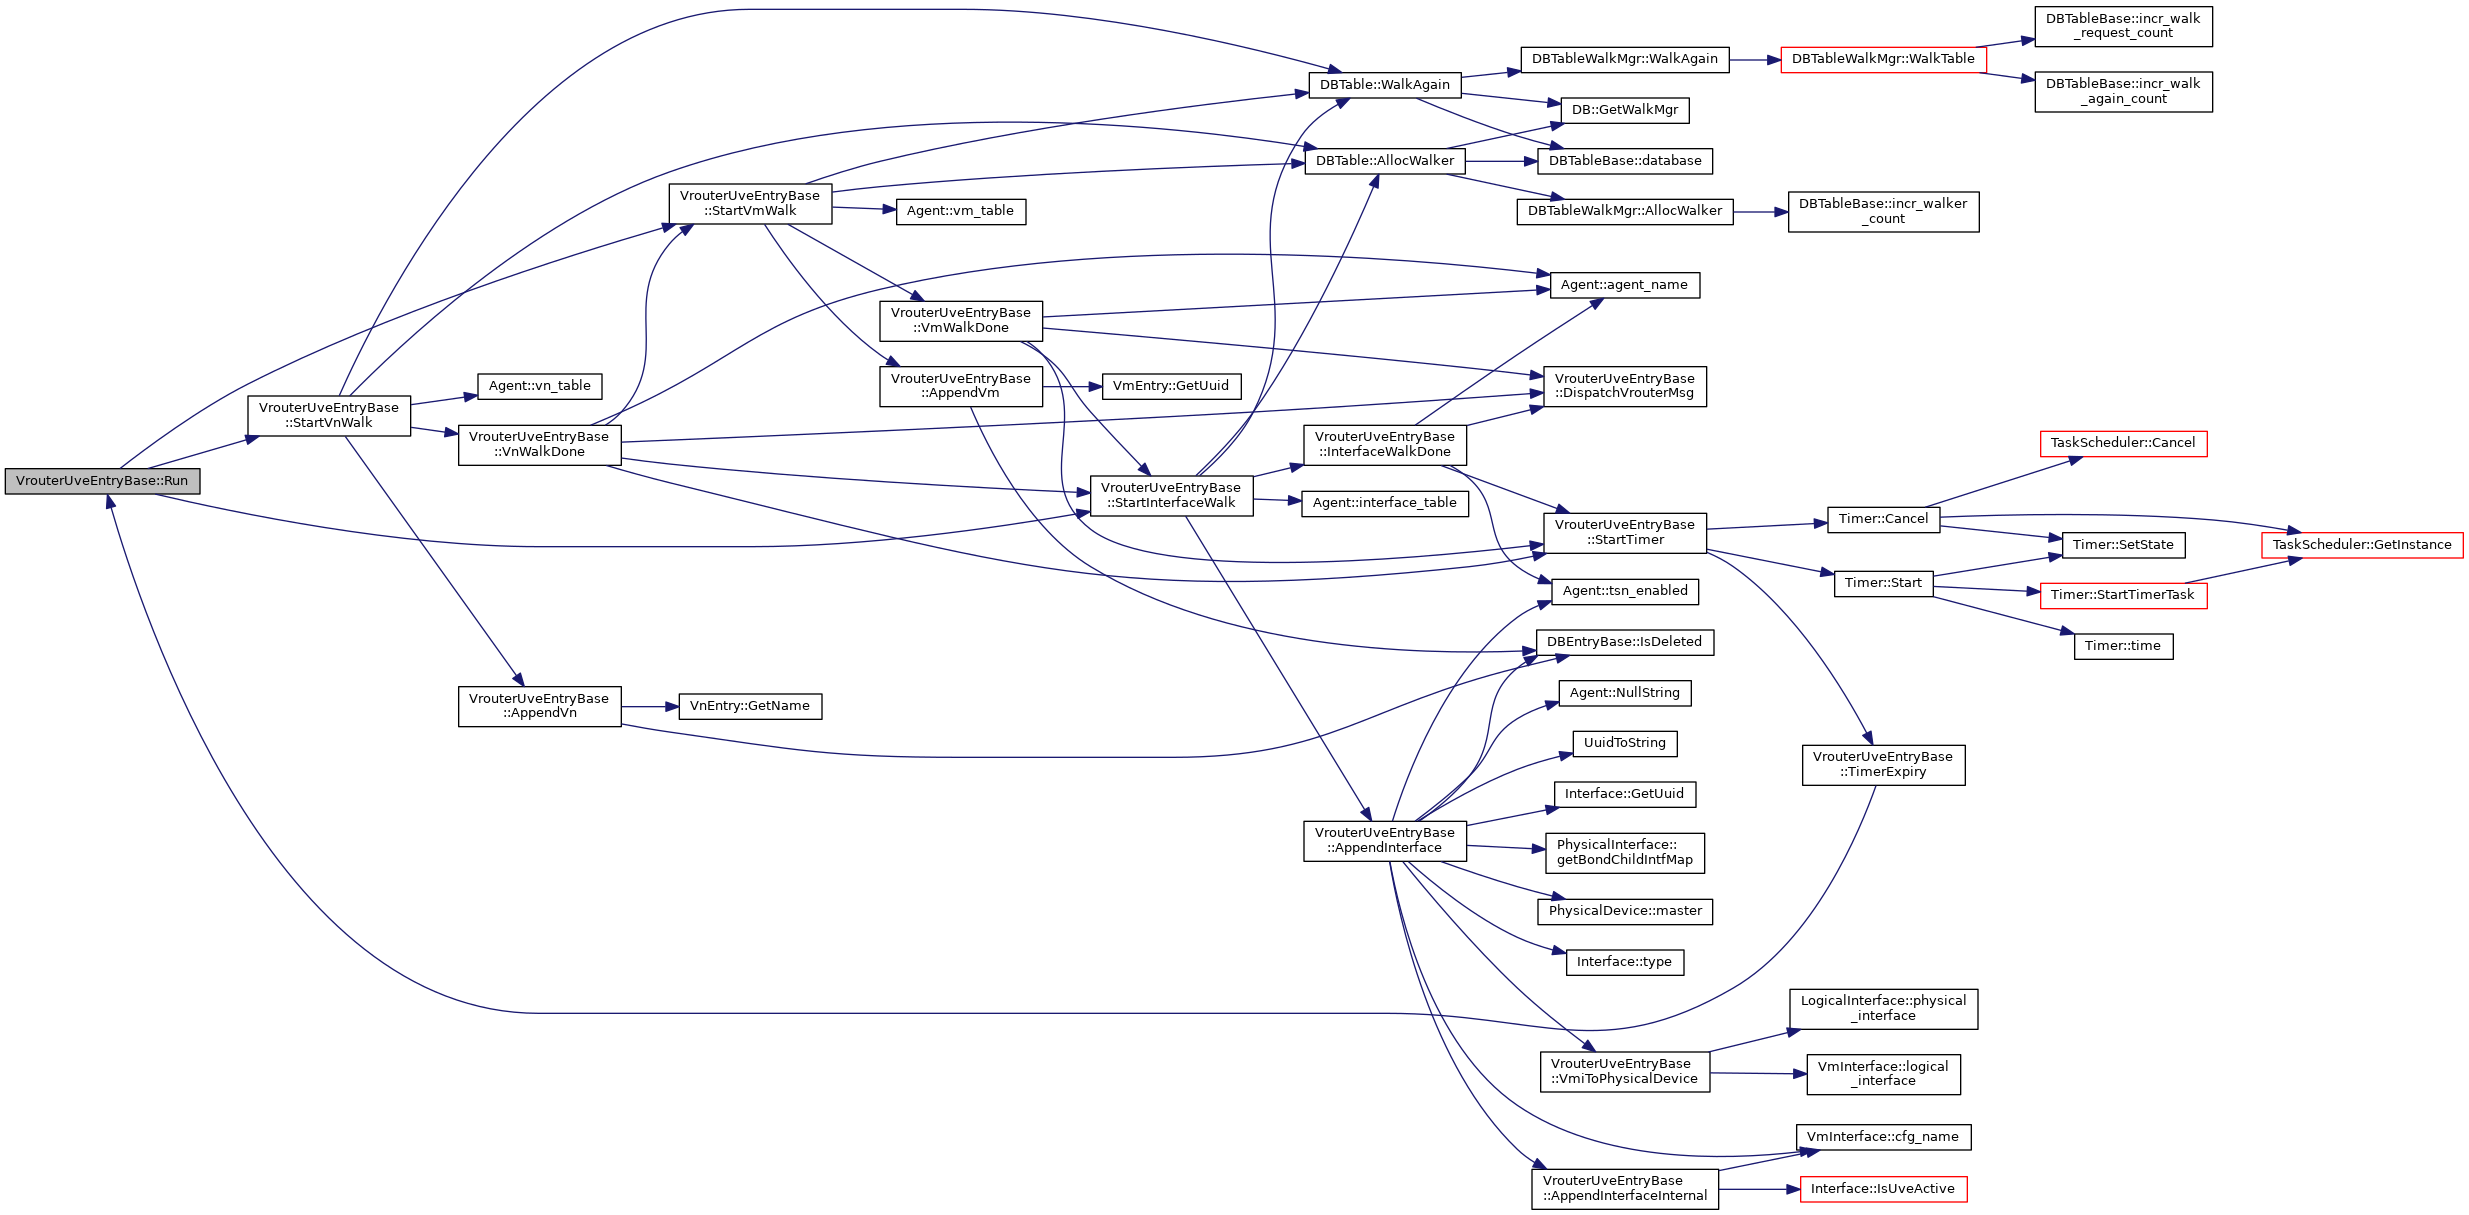 VrouterUveEntryBase::Run
VrouterUveEntryBase
::StartVnWalk
Agent::vn_table
VrouterUveEntryBase
::VnWalkDone
VrouterUveEntryBase
::AppendVn
VrouterUveEntryBase
::StartVmWalk
VnEntry::GetName
Agent::vm_table
VrouterUveEntryBase
::VmWalkDone
VrouterUveEntryBase
::AppendVm
VmEntry::GetUuid
VrouterUveEntryBase
::StartInterfaceWalk
DBTable::WalkAgain
DBTable::AllocWalker
VrouterUveEntryBase
::InterfaceWalkDone
Agent::interface_table
VrouterUveEntryBase
::AppendInterface
DBTableWalkMgr::WalkAgain
DB::GetWalkMgr
DBTableBase::database
DBTableWalkMgr::AllocWalker
Agent::agent_name
VrouterUveEntryBase
::DispatchVrouterMsg
VrouterUveEntryBase
::StartTimer
Agent::tsn_enabled
DBEntryBase::IsDeleted
Agent::NullString
UuidToString
Interface::GetUuid
PhysicalInterface::
getBondChildIntfMap
PhysicalDevice::master
Interface::type
VrouterUveEntryBase
::VmiToPhysicalDevice
VrouterUveEntryBase
::AppendInterfaceInternal
DBTableWalkMgr::WalkTable
DBTableBase::incr_walker
_count
Timer::Cancel
Timer::Start
VrouterUveEntryBase
::TimerExpiry
LogicalInterface::physical
_interface
VmInterface::logical
_interface
VmInterface::cfg_name
Interface::IsUveActive
DBTableBase::incr_walk
_request_count
DBTableBase::incr_walk
_again_count
TaskScheduler::Cancel
Timer::SetState
Timer::StartTimerTask
Timer::time
TaskScheduler::GetInstance